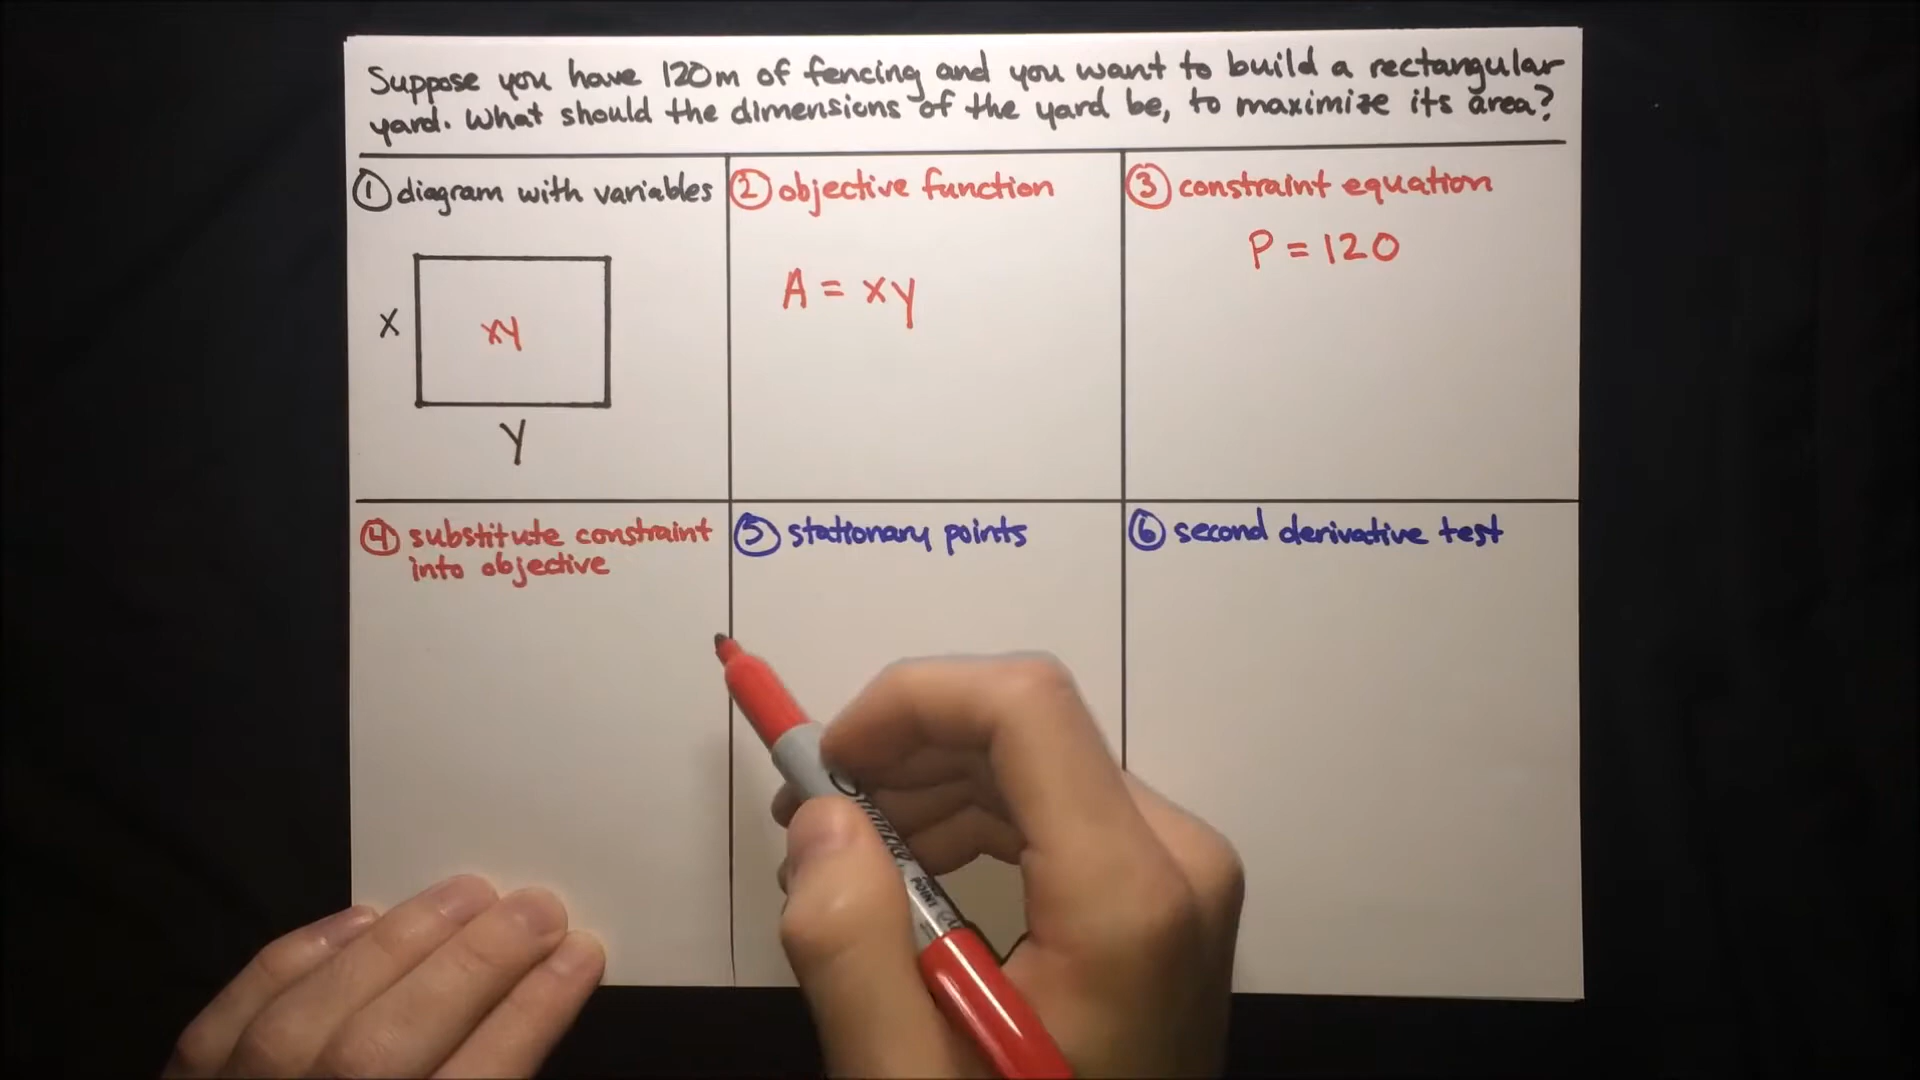 Suppose you have 120m of fencing and you want to build a rectangular
yard. What should the dimensions of the yard be, to maximize its area?
① diagram with variables
x
xy
y
② objective function
A = xy
③ constraint equation
P = 120
④ substitute constraint
into objective
⑤ stationary points
⑥ second derivative test
Sharpie
POINT